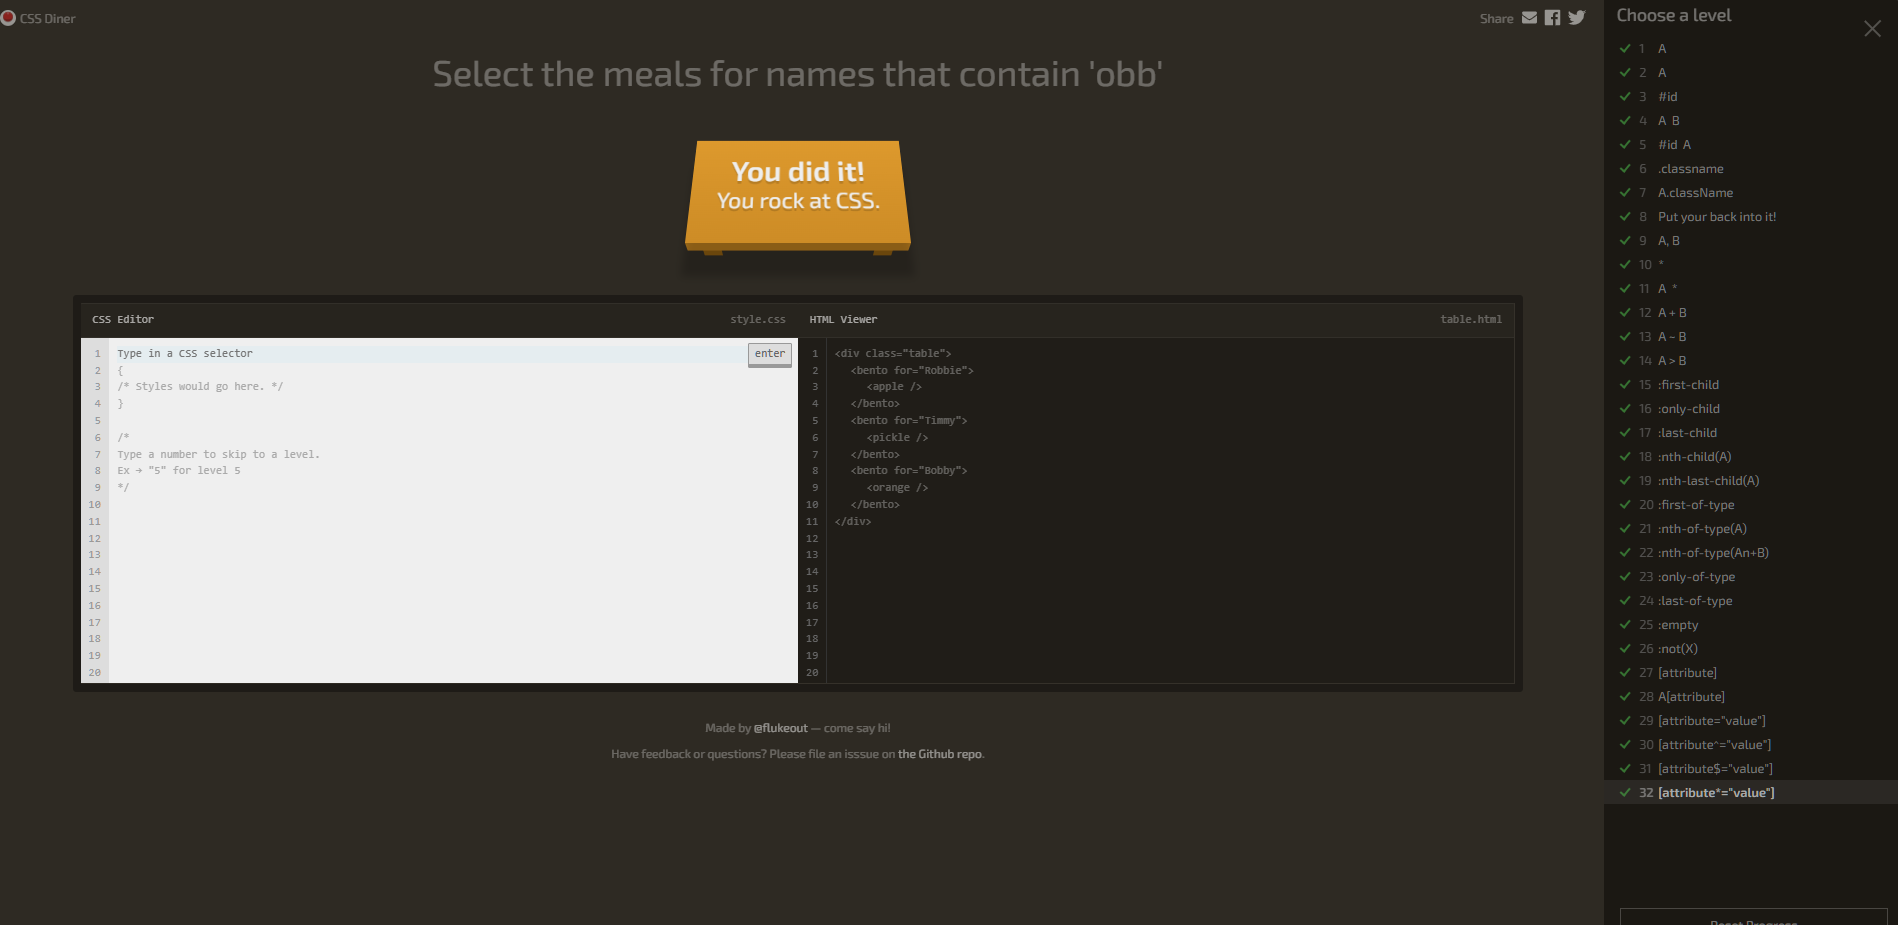 CSS Diner
Share
Select the meals for names that contain 'obb'
You did it!
You rock at CSS.
CSS Editor
style.css
1 Type in a CSS selector
enter
2 {
3 /* Styles would go here. */
4 }
5
6 /*
7 Type a number to skip to a level.
8 Ex → "5" for level 5
9 */
10
11
12
13
14
15
16
17
18
19
20
HTML Viewer
table.html
1 <div class="table">
2 <bento for="Robbie">
3 <apple />
4 </bento>
5 <bento for="Timmy">
6 <pickle />
7 </bento>
8 <bento for="Bobby">
9 <orange />
10 </bento>
11 </div>
12
13
14
15
16
17
18
19
20
Made by @flukeout — come say hi!
Have feedback or questions? Please file an isssue on the Github repo.
Choose a level
1 A
2 A
3 #id
4 A B
5 #id A
6 .classname
7 A.className
8 Put your back into it!
9 A, B
10 *
11 A *
12 A + B
13 A ~ B
14 A > B
15 :first-child
16 :only-child
17 :last-child
18 :nth-child(A)
19 :nth-last-child(A)
20 :first-of-type
21 :nth-of-type(A)
22 :nth-of-type(An+B)
23 :only-of-type
24 :last-of-type
25 :empty
26 :not(X)
27 [attribute]
28 A[attribute]
29 [attribute="value"]
30 [attribute^="value"]
31 [attribute$="value"]
32 [attribute*="value"]
Reset Progress